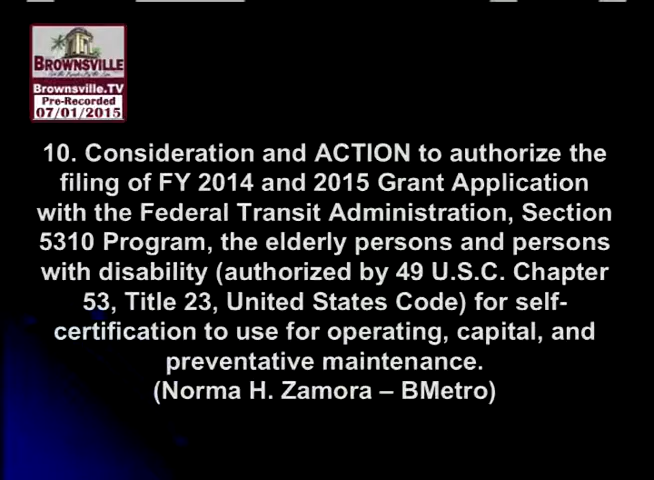 BROWNSVILLE
Brownsville.TV
Pre-Recorded
07/01/2015
10. Consideration and ACTION to authorize the
filing of FY 2014 and 2015 Grant Application
with the Federal Transit Administration, Section
5310 Program, the elderly persons and persons
with disability (authorized by 49 U.S.C. Chapter
53, Title 23, United States Code) for self-
certification to use for operating, capital, and
preventative maintenance.
(Norma H. Zamora – BMetro)